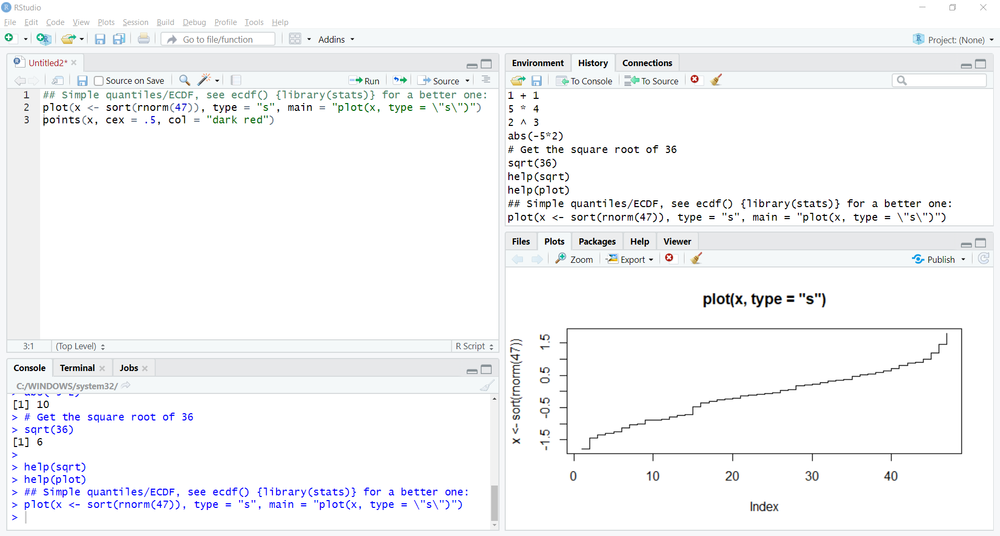 RStudio
File Edit Code View Plots Session Build Debug Profile Tools Help
Go to file/function Addins Project: (None)
Untitled2*
Source on Save Run Source
1 ## Simple quantiles/ECDF, see ecdf() {library(stats)} for a better one:
2 plot(x <- sort(rnorm(47)), type = "s", main = "plot(x, type = \"s\")")
3 points(x, cex = .5, col = "dark red")
3:1 (Top Level) R Script
Console Terminal Jobs
C:/WINDOWS/system32/
[1] 10
> # Get the square root of 36
> sqrt(36)
[1] 6
>
> help(sqrt)
> help(plot)
> ## Simple quantiles/ECDF, see ecdf() {library(stats)} for a better one:
> plot(x <- sort(rnorm(47)), type = "s", main = "plot(x, type = \"s\")")
>
Environment History Connections
To Console To Source
1 + 1
5 * 4
2 ^ 3
abs(-5*2)
# Get the square root of 36
sqrt(36)
help(sqrt)
help(plot)
## Simple quantiles/ECDF, see ecdf() {library(stats)} for a better one:
plot(x <- sort(rnorm(47)), type = "s", main = "plot(x, type = \"s\")")
Files Plots Packages Help Viewer
Zoom Export Publish
plot(x, type = "s")
x <- sort(rnorm(47))
1.5
0.5
-0.5
-1.5
0 10 20 30 40
Index